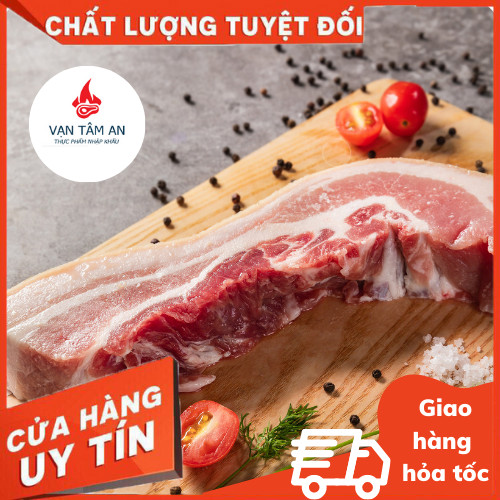 CHẤT LƯỢNG TUYỆT ĐỐI
VẠN TÂM AN
THỰC PHẨM NHẬP KHẨU
CỬA HÀNG
UY TÍN
Giao
hàng
hỏa tốc